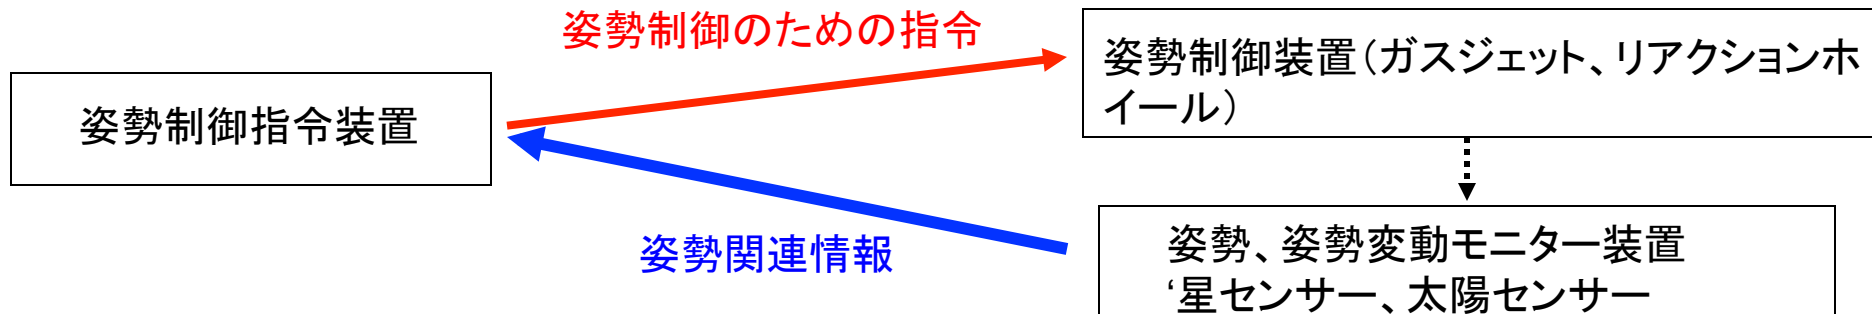 姿勢制御のための指令
姿勢制御装置（ガスジェット、リアクションホ
イール）
姿勢制御指令装置
姿勢関連情報
姿勢、姿勢変動モニター装置
‘星センサー、太陽センサー